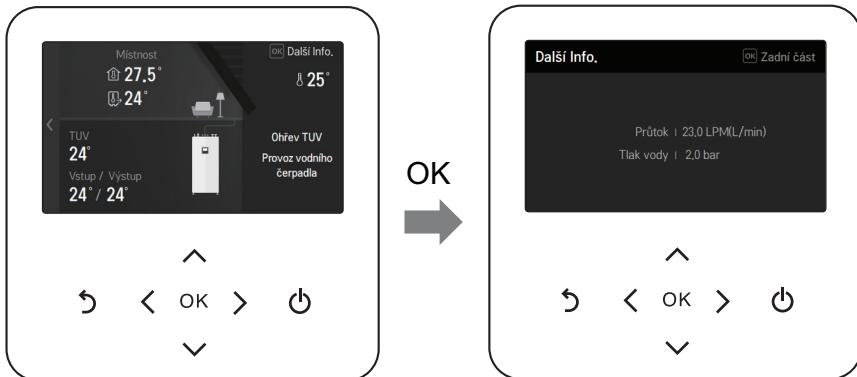 Místnost
27.5°
24°
OK Další Info.
25°
TUV
24°
Vstup / Výstup
24° / 24°
Ohřev TUV
Provoz vodního
čerpadla
OK
OK
Další Info.
OK Zadní část
Průtok | 23,0 LPM(L/min)
Tlak vody | 2,0 bar
OK